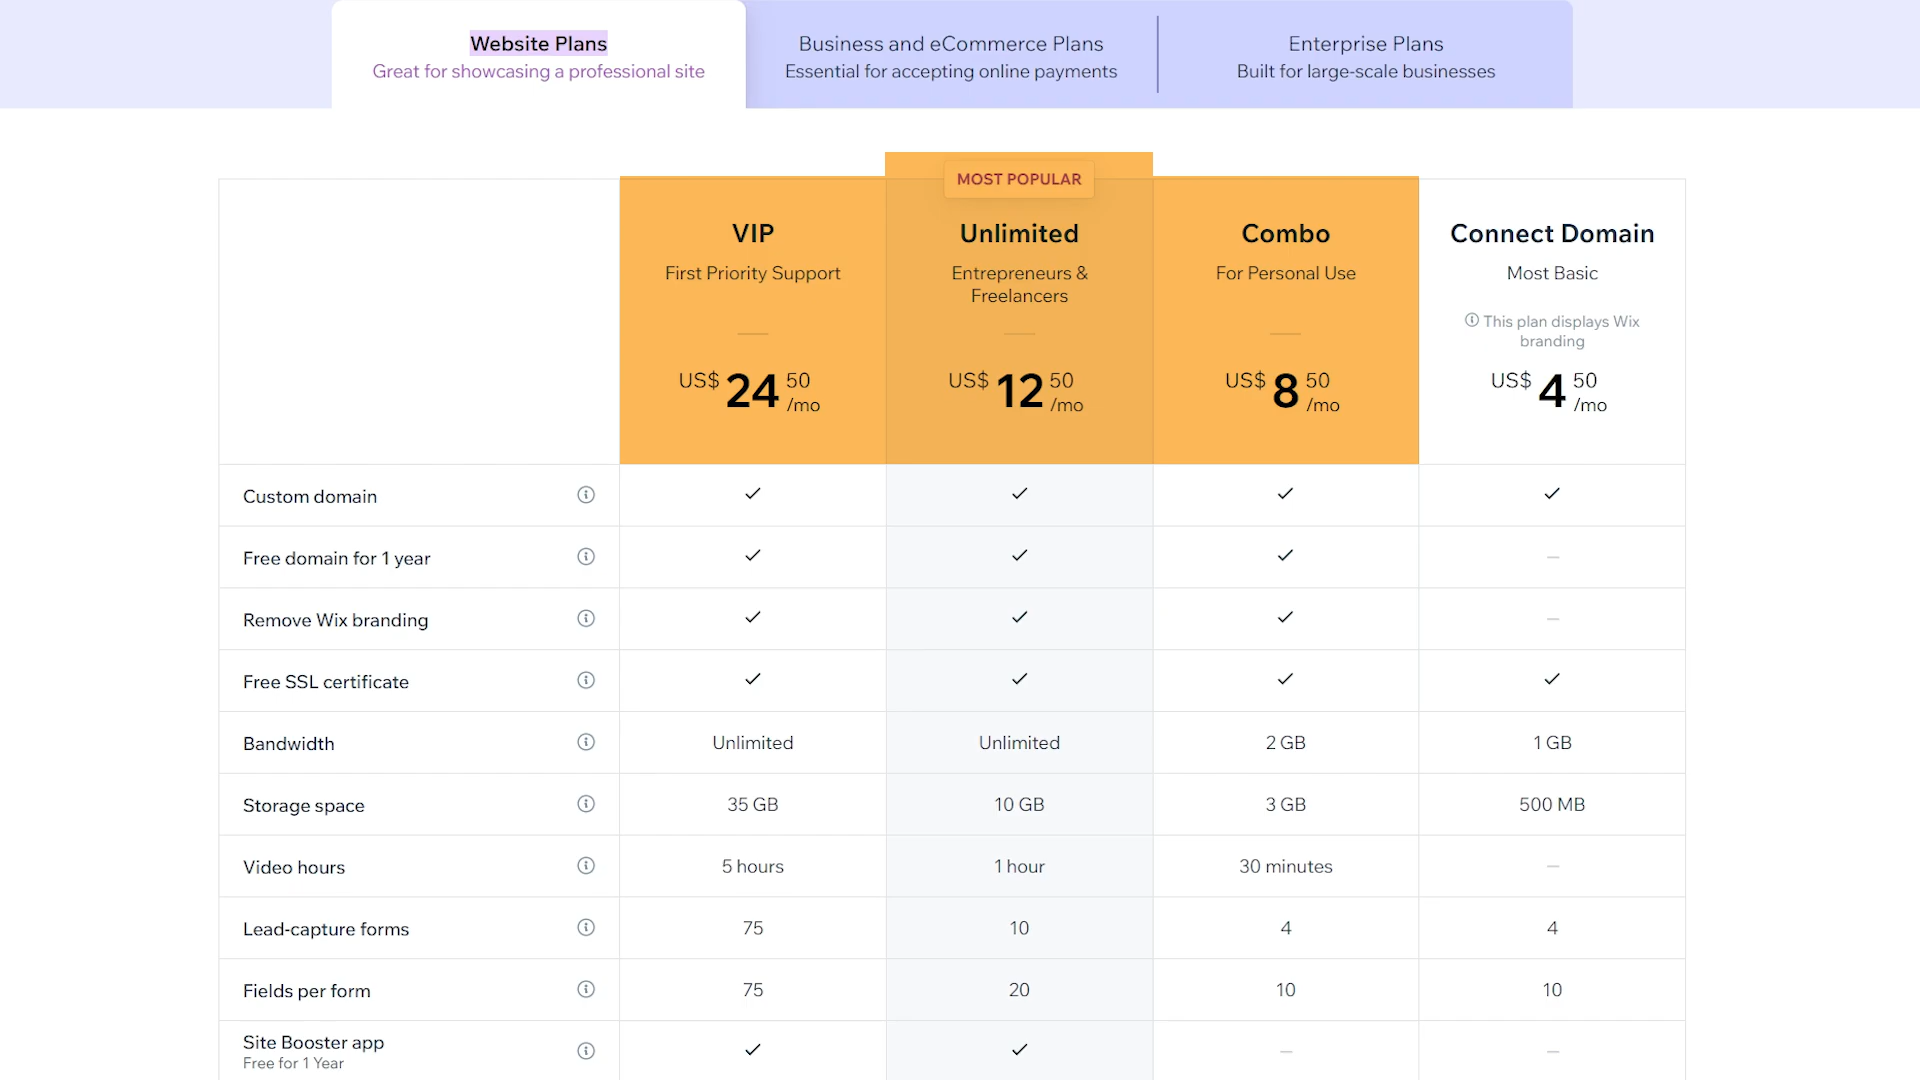 Website Plans
Great for showcasing a professional site
Business and eCommerce Plans
Essential for accepting online payments
Enterprise Plans
Built for large-scale businesses
MOST POPULAR
VIP
First Priority Support
US$ 24 50 /mo
Unlimited
Entrepreneurs &
Freelancers
US$ 12 50 /mo
Combo
For Personal Use
US$ 8 50 /mo
Connect Domain
Most Basic
This plan displays Wix
branding
US$ 4 50 /mo
Custom domain
Free domain for 1 year
Remove Wix branding
Free SSL certificate
Bandwidth Unlimited Unlimited 2 GB 1 GB
Storage space 35 GB 10 GB 3 GB 500 MB
Video hours 5 hours 1 hour 30 minutes
Lead-capture forms 75 10 4 4
Fields per form 75 20 10 10
Site Booster app
Free for 1 Year